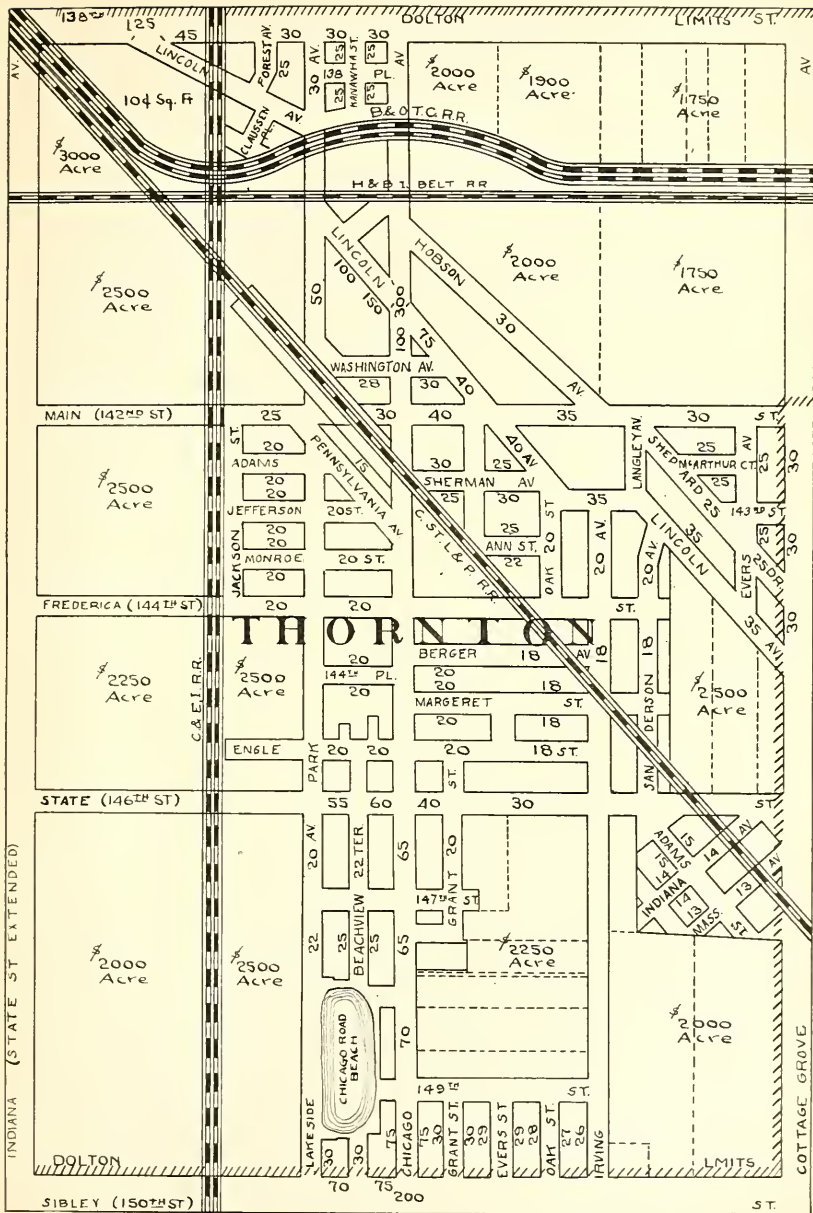 138TH DOLTON LIMITS ST.
125 45 30 30
LINCOLN FOREST AV. 25 AV. 25 NANAWHA ST. 25 AV AV. AV
30 138 PL.
25 25
10¢ Sq. Ft
$2000 Acre
$1900 Acre
$1750 Acre
CLAUSSEN PL.
AV.
B&O T.C. R.R.
$3000 Acre
H & B I. BELT RR
LINCOLN
HOBSON
$2500 Acre
50
100 150
300
100
75
30
AV.
$2000 Acre
$1750 Acre
WASHINGTON AV.
28 30 40
MAIN (142ND ST) 25 30 40 35 30 ST.
ST.
20
ADAMS
20
20
JEFFERSON 20 ST.
20
20
MONROE 20 ST.
20
JACKSON
PENNSYLVANIA AV
15
$2500 Acre
30
40 AV
25
SHERMAN AV
25 30 35
25
ANN ST.
22
OAK 20 ST
20 AV.
20 AV.
LANGLEY AV.
SHEPARD 25
25
McARTHUR CT.
25
AV
25
30
143RD ST
35
LINCOLN
EVERS
25
25 DR.
30
35 AV
30
C. ST. L & P. R.R.
FREDERICA (144TH ST) 20 20 ST.
THORNTON
$2250 Acre
C & E. I. R.R.
$2500 Acre
20
144TH PL.
20
BERGER 18 AV
20
20 18
MARGERET ST.
20 18
18
18
SANDERSON
$2500 Acre
ENGLE PARK 20 20 20 18 ST.
ST.
STATE (146TH ST) 55 60 40 30 ST
20 AV.
22 TER.
65
GRANT 20
147TH ST
22
25
BEACHVIEW
25
65
ADAMS
15
15
14
14
AV
AV
13
INDIANA
14
13
MASS.
ST.
$2000 Acre
$2500 Acre
$2250 Acre
$2000 Acre
CHICAGO ROAD
BEACH
70
149TH ST.
LAKESIDE
30
30
75
CHICAGO
75
30
GRANT ST.
30
29
EVERS ST
29
28
OAK ST.
27
26
IRVING
INDIANA (STATE ST EXTENDED)
COTTAGE GROVE
DOLTON LMITS
70 75
200
SIBLEY (150TH ST) ST.